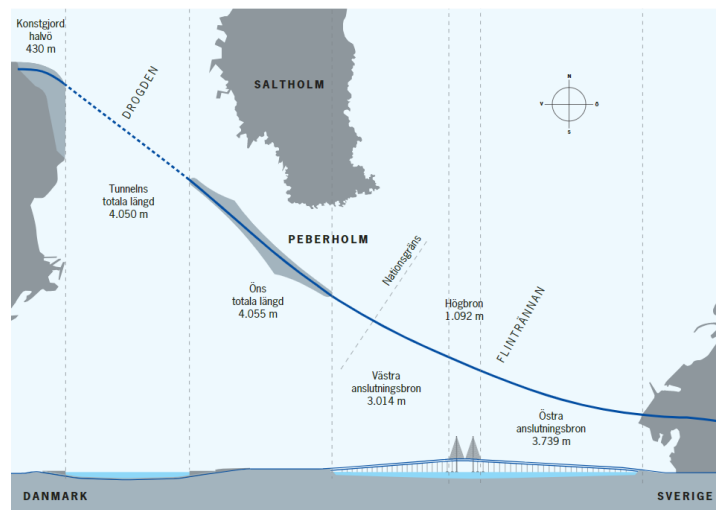 Konstgjord
halvö
430 m
DROGDEN
SALTHOLM
N
V
Ö
S
Tunnelns
totala längd
4.050 m
PEBERHOLM
Nationsgräns
Öns
totala längd
4.055 m
Högbron
1.092 m
FLINTRÄNNAN
Västra
anslutningsbron
3.014 m
Östra
anslutningsbron
3.739 m
DANMARK
SVERIGE